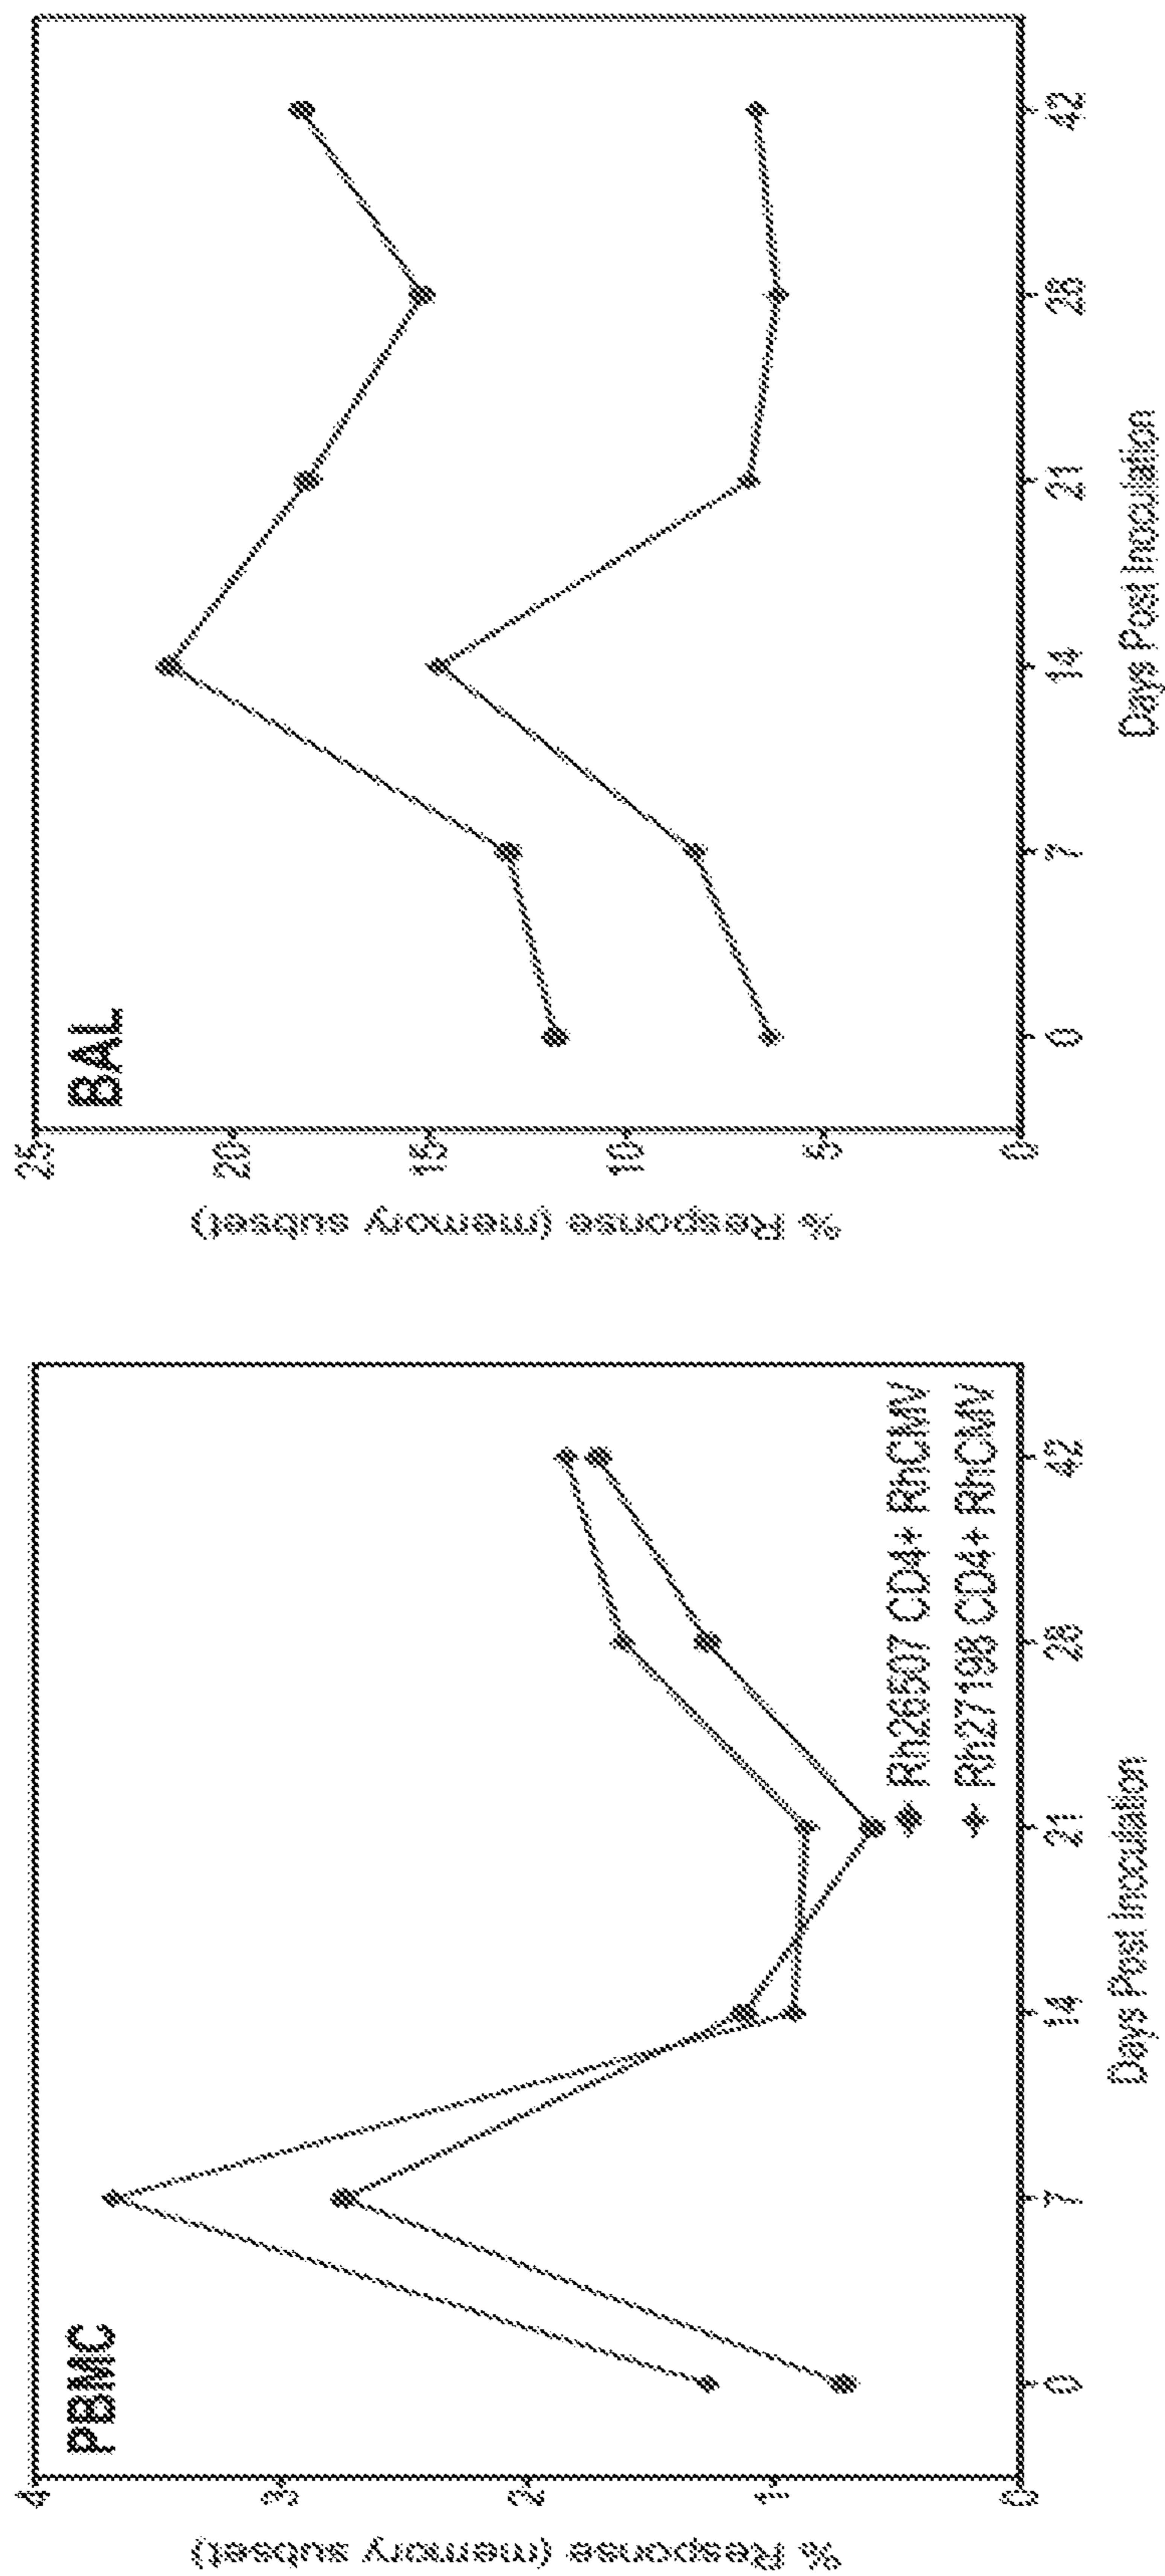 PBMC
% Response (memory subset)
4
3
2
1
0
0
7
14
21
28
42
Days Post Inoculation
Rh26507 CD4+ RhCMV
Rh27198 CD4+ RhCMV
BAL
% Response (memory subset)
25
20
15
10
5
0
0
7
14
21
28
42
Days Post Inoculation